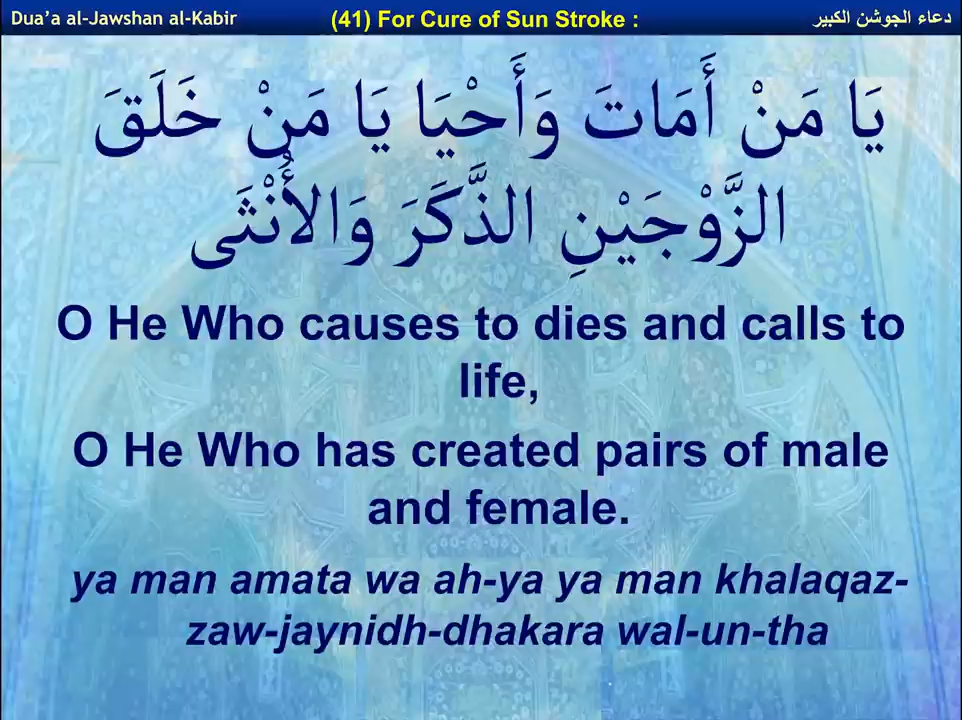 Dua’a al-Jawshan al-Kabir (41) For Cure of Sun Stroke : دعاء الجوشن الكبير
يَا مَنْ أَمَاتَ وَأَحْيَا يَا مَنْ خَلَقَ
الزَّوْجَيْنِ الذَّكَرَ وَالأُنْثَى
O He Who causes to dies and calls to
life,
O He Who has created pairs of male
and female.
ya man amata wa ah-ya ya man khalaqaz-
zaw-jaynidh-dhakara wal-un-tha